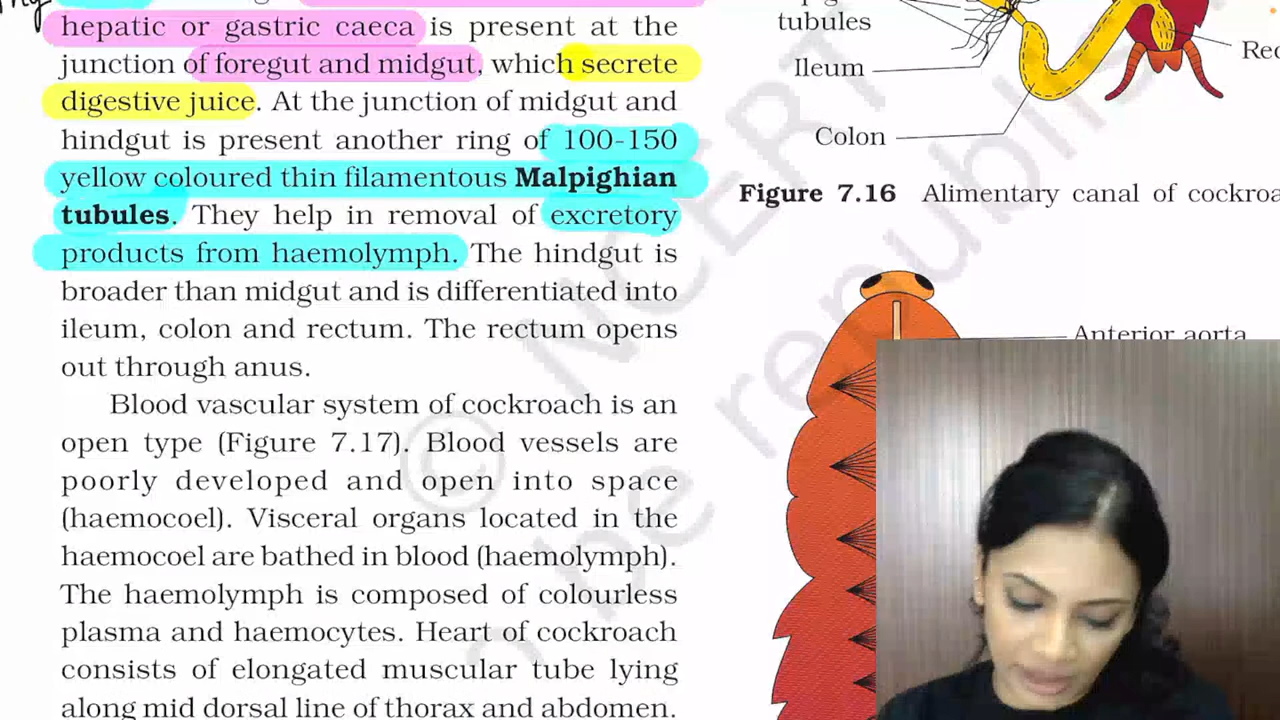 hepatic or gastric caeca is present at the
junction of foregut and midgut, which secrete
digestive juice. At the junction of midgut and
hindgut is present another ring of 100-150
yellow coloured thin filamentous Malpighian
tubules. They help in removal of excretory
products from haemolymph. The hindgut is
broader than midgut and is differentiated into
ileum, colon and rectum. The rectum opens
out through anus.
Blood vascular system of cockroach is an
open type (Figure 7.17). Blood vessels are
poorly developed and open into space
(haemocoel). Visceral organs located in the
haemocoel are bathed in blood (haemolymph).
The haemolymph is composed of colourless
plasma and haemocytes. Heart of cockroach
consists of elongated muscular tube lying
along mid dorsal line of thorax and abdomen.
tubules
Ileum
Colon
Figure 7.16 Alimentary canal of cockroa
Anterior aorta
© NCERT
be republis